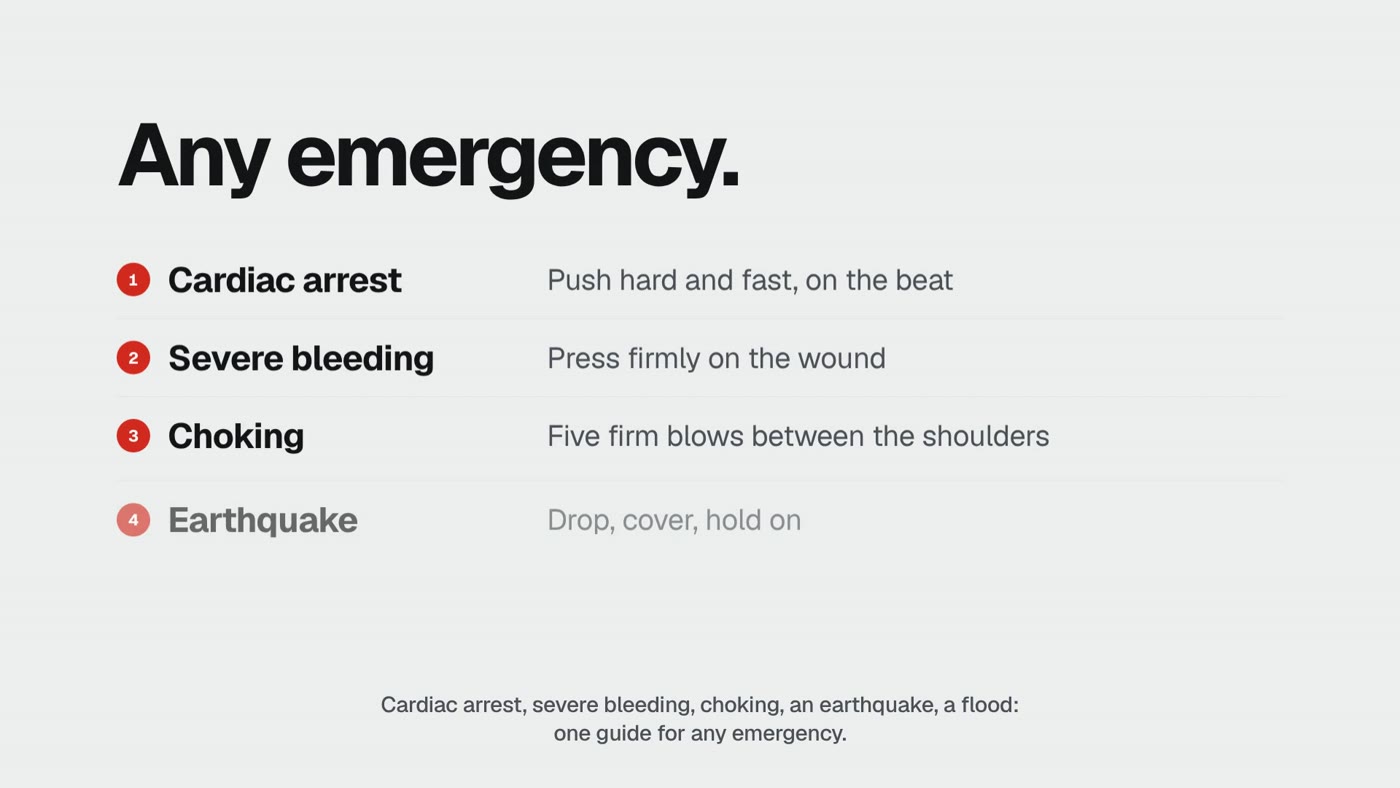 Any emergency.
1 Cardiac arrest Push hard and fast, on the beat
2 Severe bleeding Press firmly on the wound
3 Choking Five firm blows between the shoulders
4 Earthquake Drop, cover, hold on
Cardiac arrest, severe bleeding, choking, an earthquake, a flood:
one guide for any emergency.